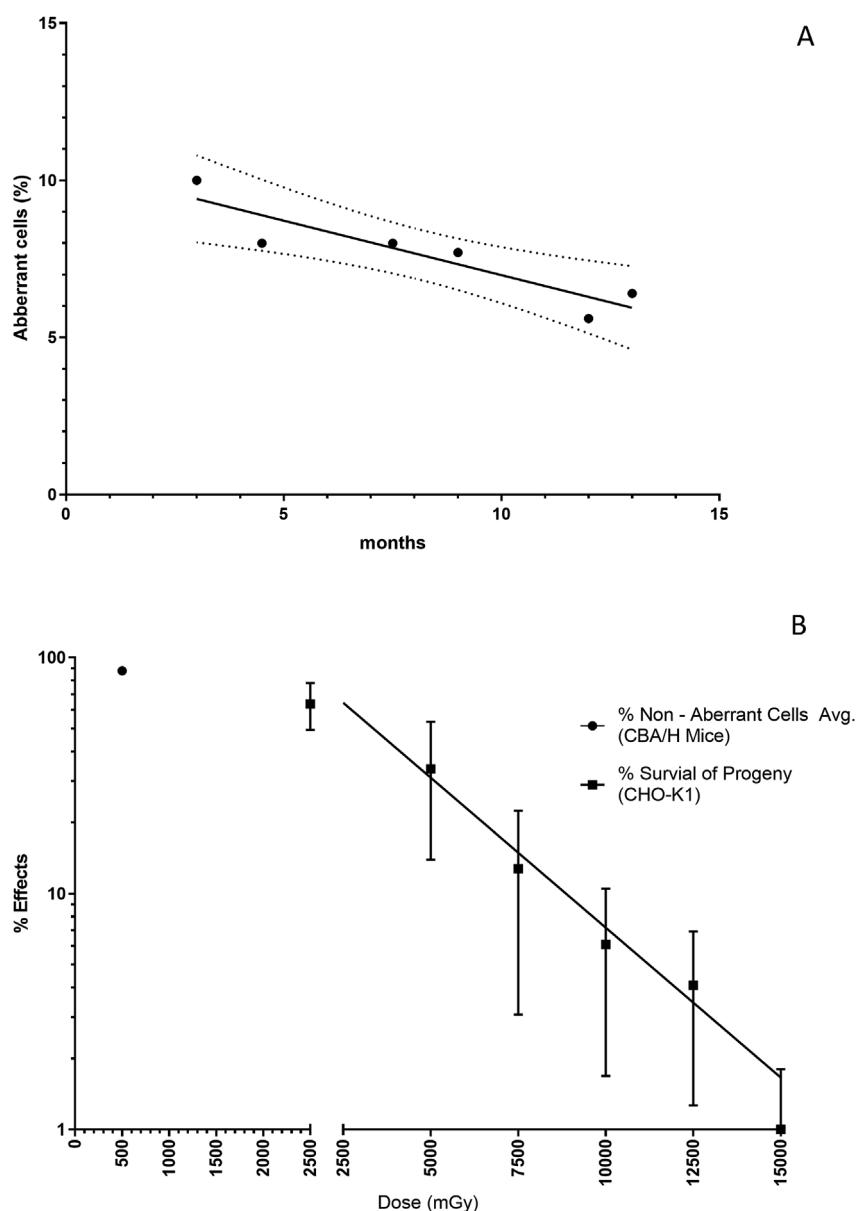 A
15
10
5
0
Abberrant cells (%)
0 5 10 15
months
B
100
10
1
% Effects
% Non - Aberrant Cells Avg.
(CBA/H Mice)
% Survial of Progeny
(CHO-K1)
0 500 1000 1500 2000 2500 2500 5000 7500 10000 12500 15000
Dose (mGy)